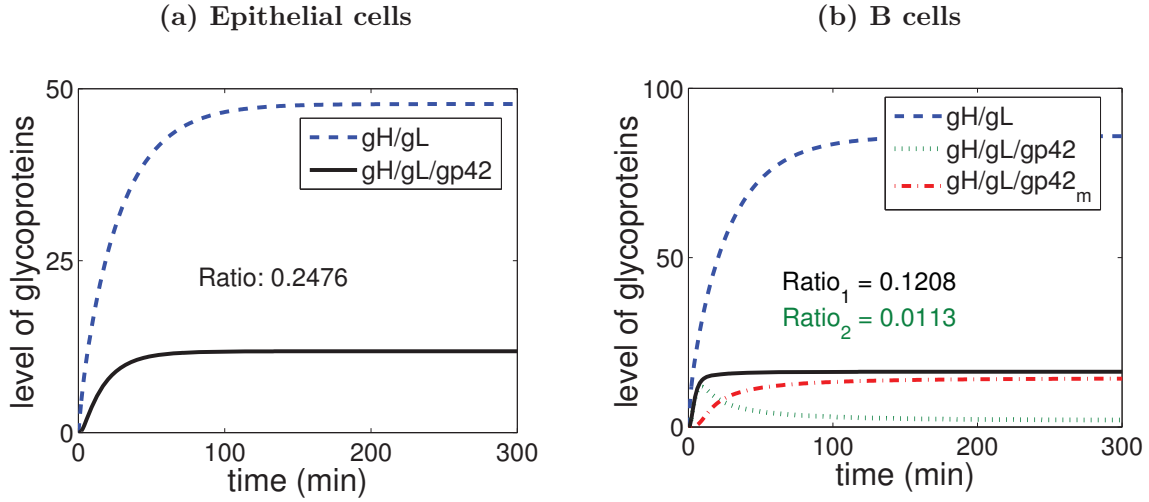 (a) Epithelial cells
50
25
0
0
100
200
300
level of glycoproteins
time (min)
gH/gL
gH/gL/gp42
Ratio: 0.2476
(b) B cells
100
50
0
0
100
200
300
level of glycoproteins
time (min)
gH/gL
gH/gL/gp42
gH/gL/gp42m
Ratio1 = 0.1208
Ratio2 = 0.0113